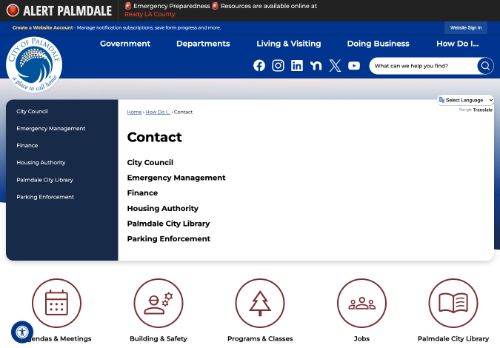 ALERT PALMDALE
🚨 Emergency Preparedness 🚨 Resources are available online at
Ready LA County.
Create a Website Account - Manage notification subscriptions, save form progress and more.
Website Sign In
CITY OF PALMDALE
a place to call home
Government
Departments
Living & Visiting
Doing Business
How Do I...
What can we help you find?
Select Language
Google Translate
City Council
Emergency Management
Finance
Housing Authority
Palmdale City Library
Parking Enforcement
Home › How Do I... › Contact
Contact
City Council
Emergency Management
Finance
Housing Authority
Palmdale City Library
Parking Enforcement
endas & Meetings
Building & Safety
Programs & Classes
Jobs
Palmdale City Library